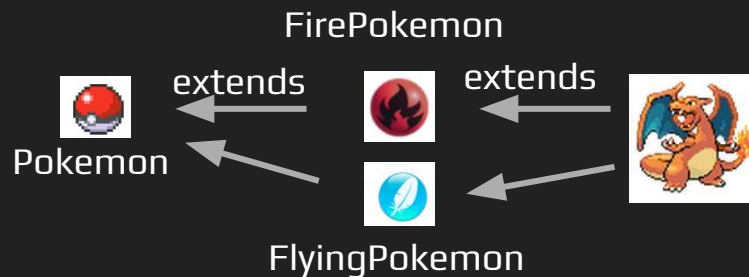 FirePokemon
extends
extends
Pokemon
FlyingPokemon